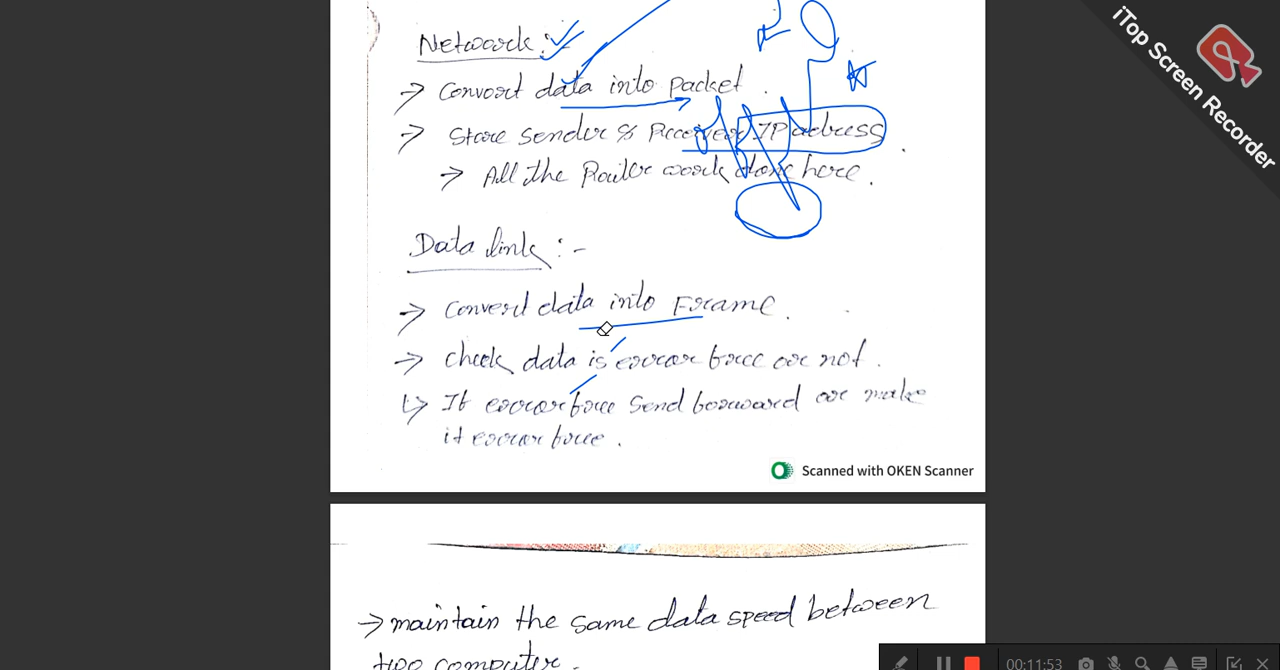 Network :
→ Convert data into Packet .
→ Store sender & Receiver IP address .
→ All the Router work done here .
Data link : -
→ Convert data into Frame .
→ check data is error free or not .
↳ If error free send forward or make
it error free .
Scanned with OKEN Scanner
→ maintain the same data speed between
two computer .
iTop Screen Recorder
00:11:53